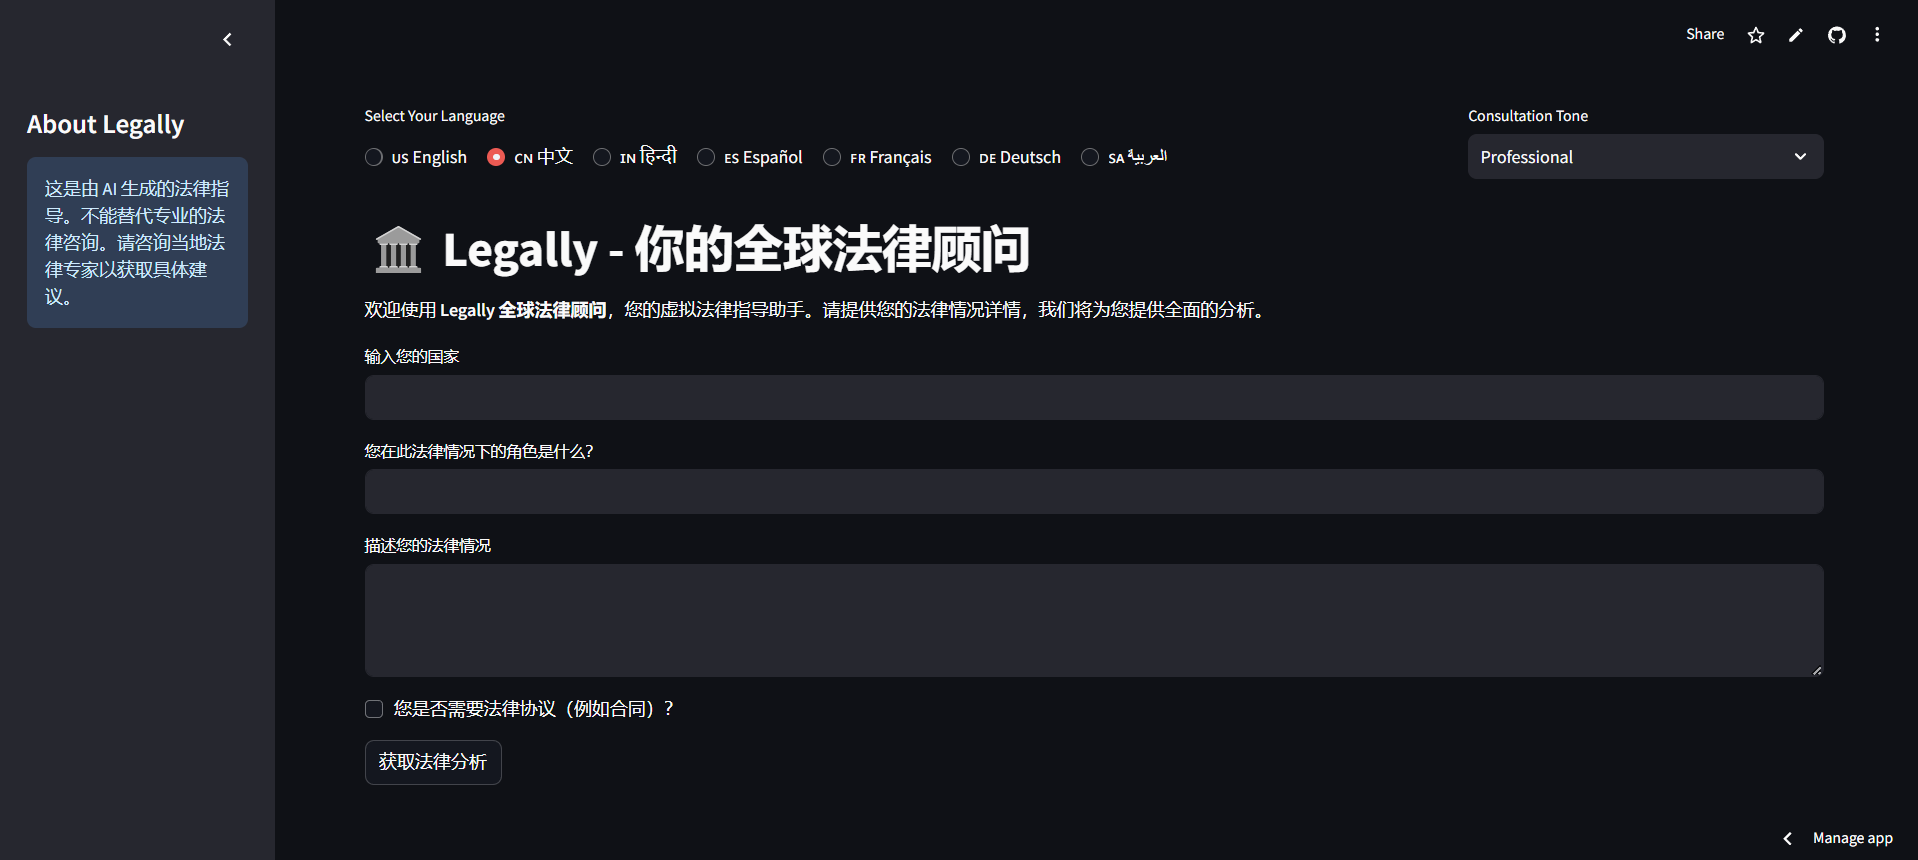 Share
About Legally
这是由 AI 生成的法律指
导。不能替代专业的法
律咨询。请咨询当地法
律专家以获取具体建
议。
Select Your Language
US English CN 中文 IN हिन्दी ES Español FR Français DE Deutsch SA العربية
Consultation Tone
Professional
Legally - 你的全球法律顾问
欢迎使用 Legally 全球法律顾问，您的虚拟法律指导助手。请提供您的法律情况详情，我们将为您提供全面的分析。
输入您的国家
您在此法律情况下的角色是什么?
描述您的法律情况
您是否需要法律协议（例如合同）？
获取法律分析
Manage app